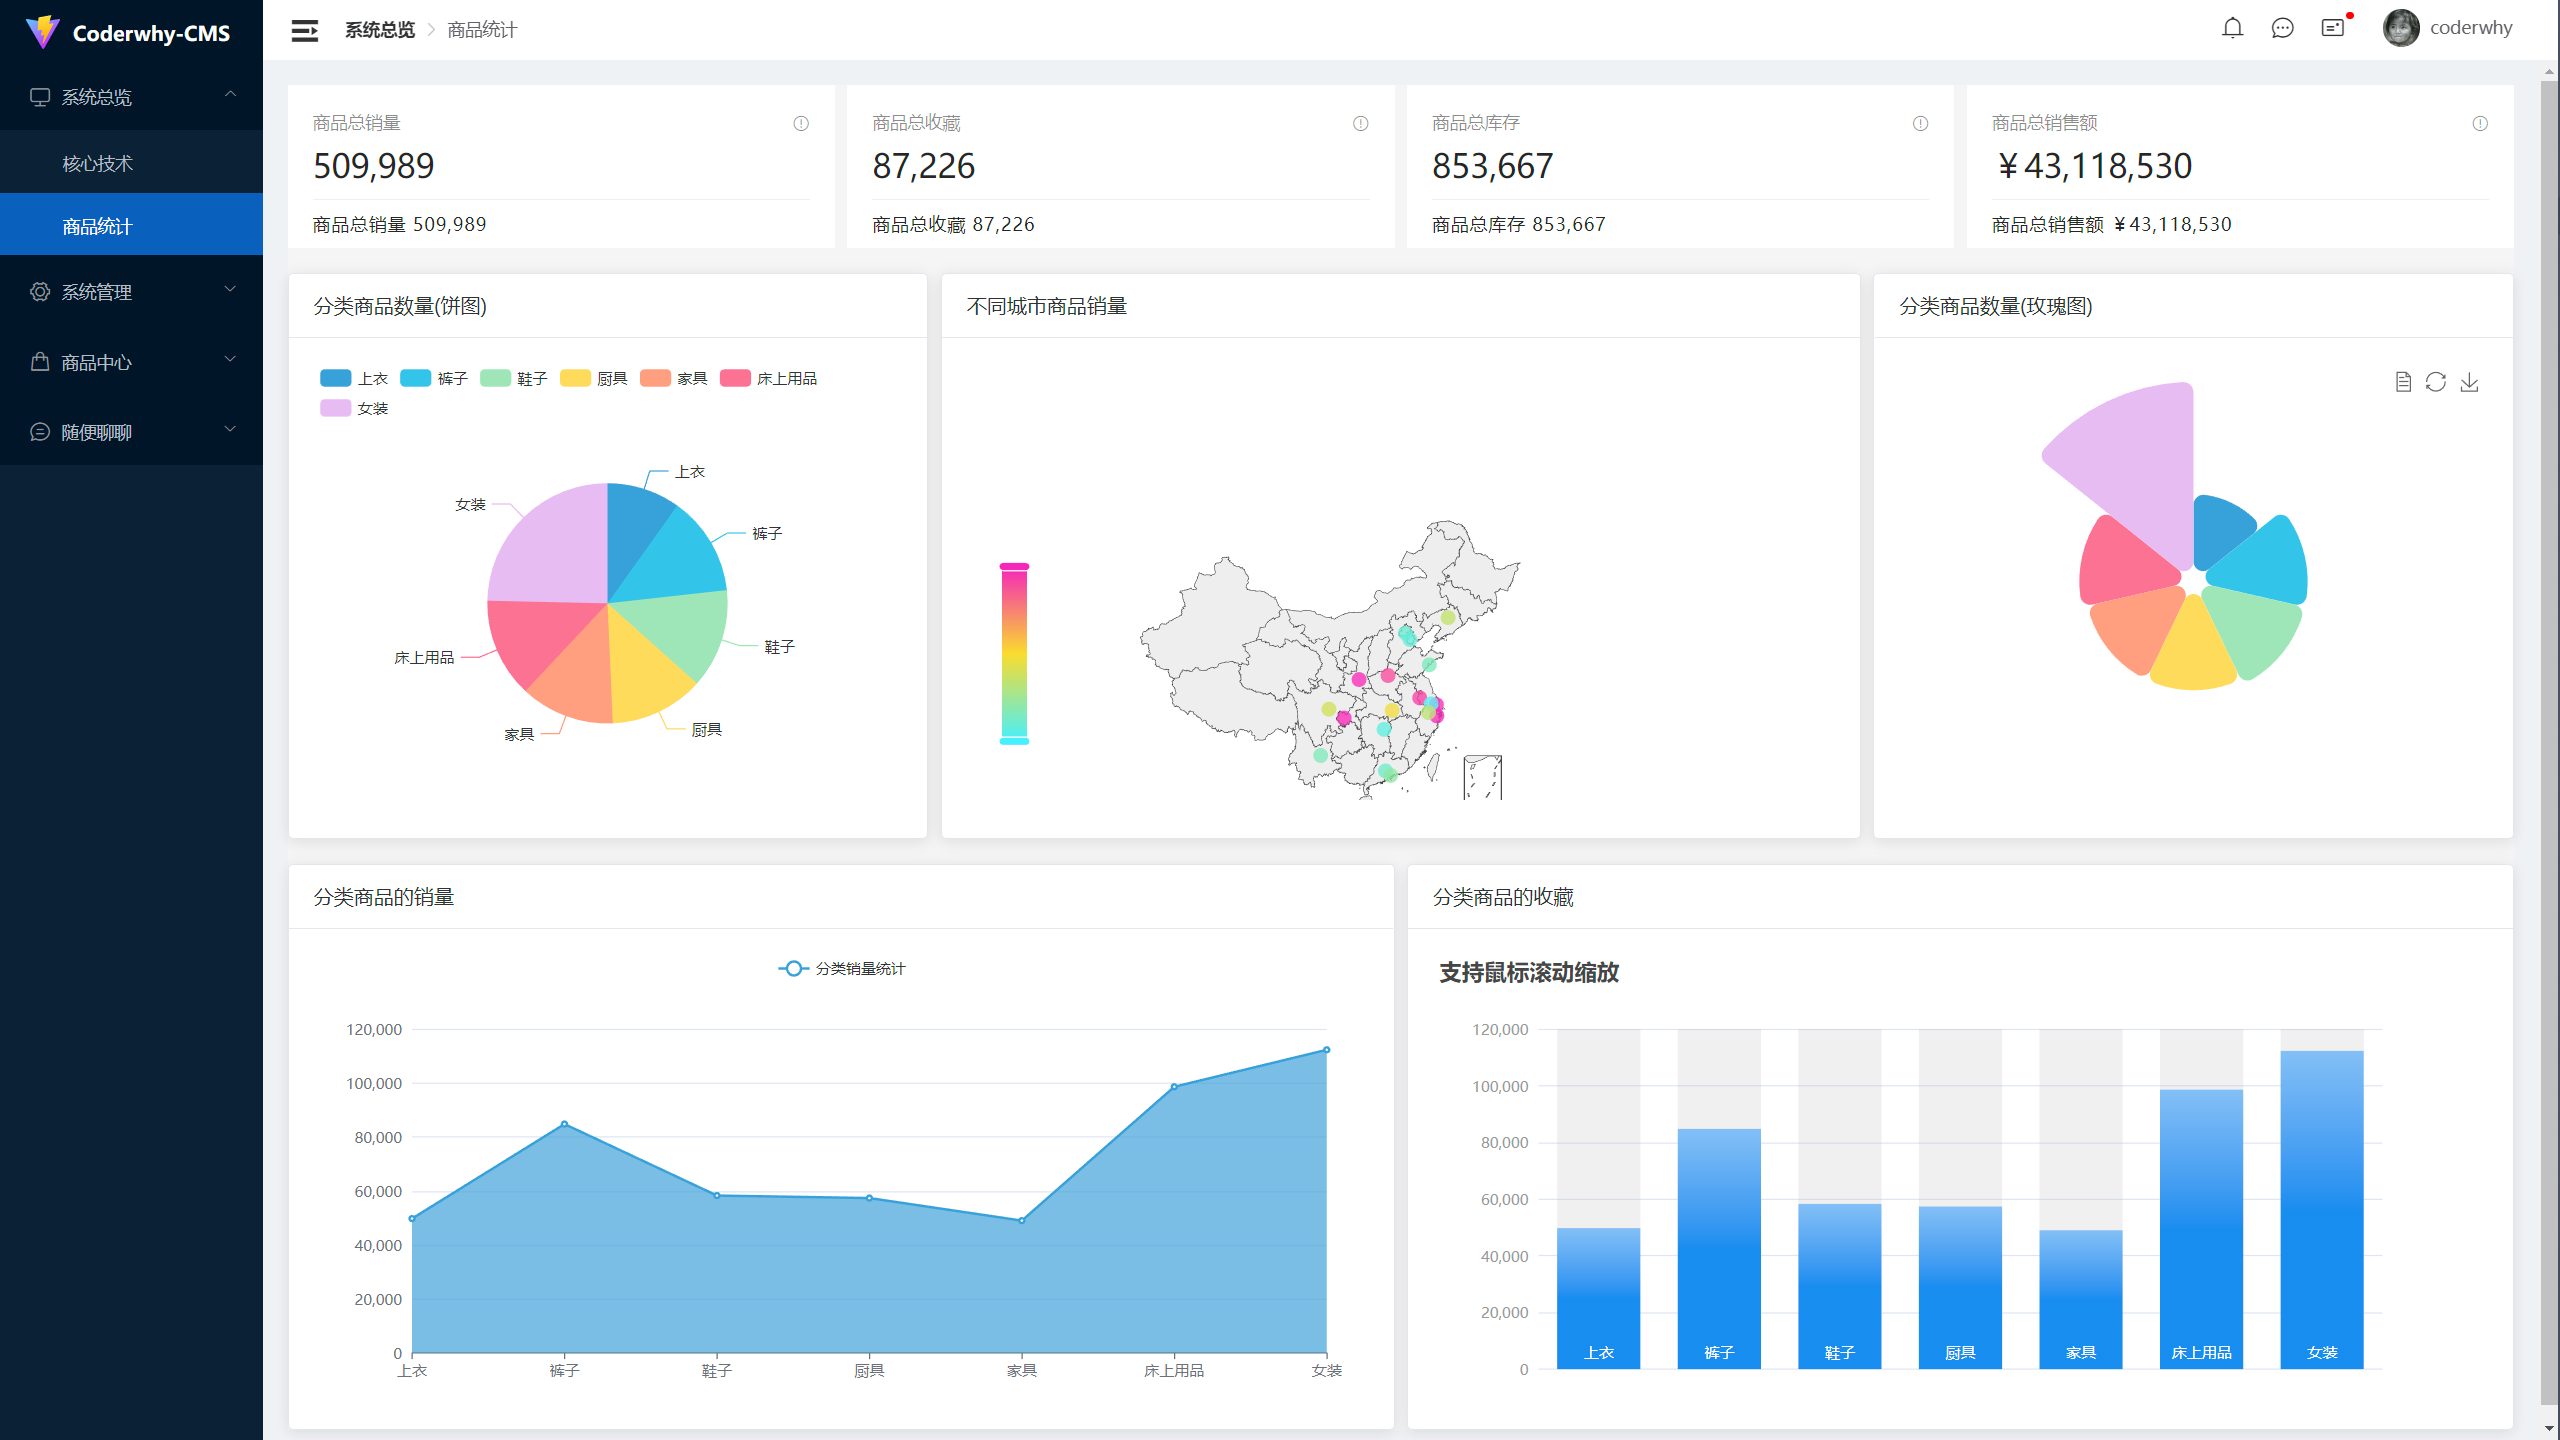 Coderwhy-CMS
系统总览
核心技术
商品统计
系统管理
商品中心
随便聊聊
系统总览 商品统计
coderwhy
商品总销量
509,989
商品总销量 509,989
商品总收藏
87,226
商品总收藏 87,226
商品总库存
853,667
商品总库存 853,667
商品总销售额
¥43,118,530
商品总销售额 ¥43,118,530
分类商品数量(饼图)
上衣 裤子 鞋子 厨具 家具 床上用品
女装
上衣
女装
裤子
鞋子
床上用品
厨具
家具
不同城市商品销量
分类商品数量(玫瑰图)
分类商品的销量
分类销量统计
120,000
100,000
80,000
60,000
40,000
20,000
0
上衣 裤子 鞋子 厨具 家具 床上用品 女装
分类商品的收藏
支持鼠标滚动缩放
120,000
100,000
80,000
60,000
40,000
20,000
0
上衣 裤子 鞋子 厨具 家具 床上用品 女装